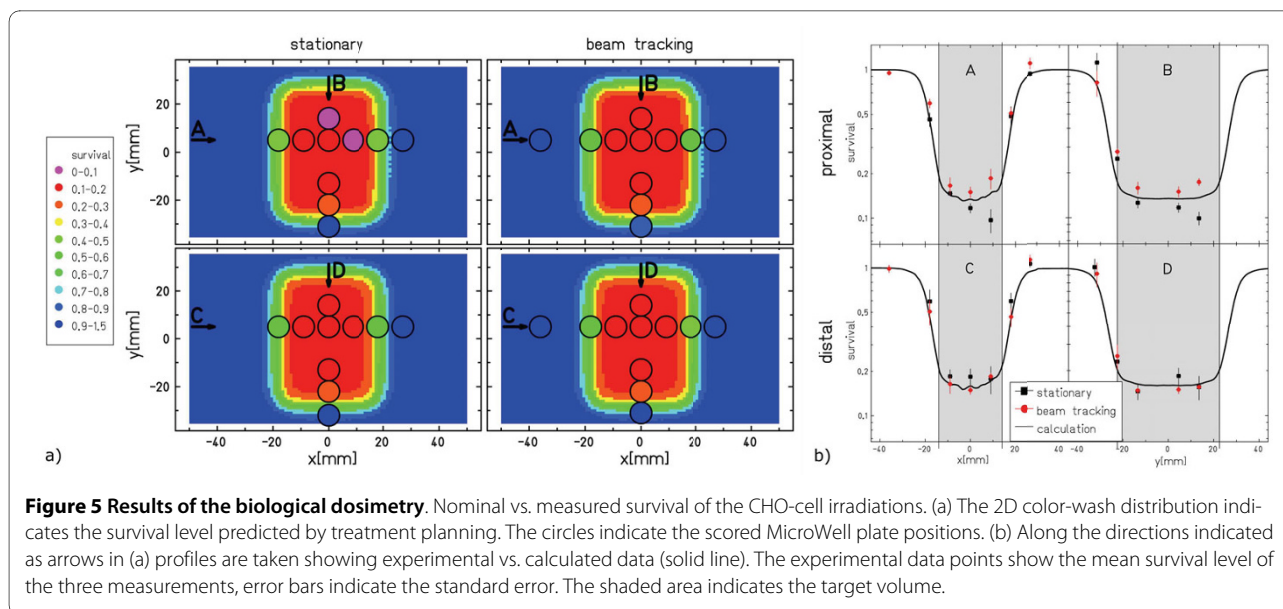 stationary
beam tracking
survival
0-0.1
0.1-0.2
0.2-0.3
0.3-0.4
0.4-0.5
0.5-0.6
0.6-0.7
0.7-0.8
0.8-0.9
0.9-1.5
y[mm]
20
0
-20
A
B
A
B
y[mm]
20
0
-20
C
D
C
D
-40 -20 0 20 40
x[mm]
-40 -20 0 20 40
x[mm]
a)
-40 -20 0 20 40
-40 -20 0 20 40
proximal
survival
1
0,5
0,2
0,1
A
B
distal
survival
1
0,5
0,2
0,1
C
D
stationary
beam tracking
calculation
-40 -20 0 20
x[mm]
-40 -20 0 20 40
y[mm]
b)
Figure 5 Results of the biological dosimetry. Nominal vs. measured survival of the CHO-cell irradiations. (a) The 2D color-wash distribution indi-
cates the survival level predicted by treatment planning. The circles indicate the scored MicroWell plate positions. (b) Along the directions indicated
as arrows in (a) profiles are taken showing experimental vs. calculated data (solid line). The experimental data points show the mean survival level of
the three measurements, error bars indicate the standard error. The shaded area indicates the target volume.